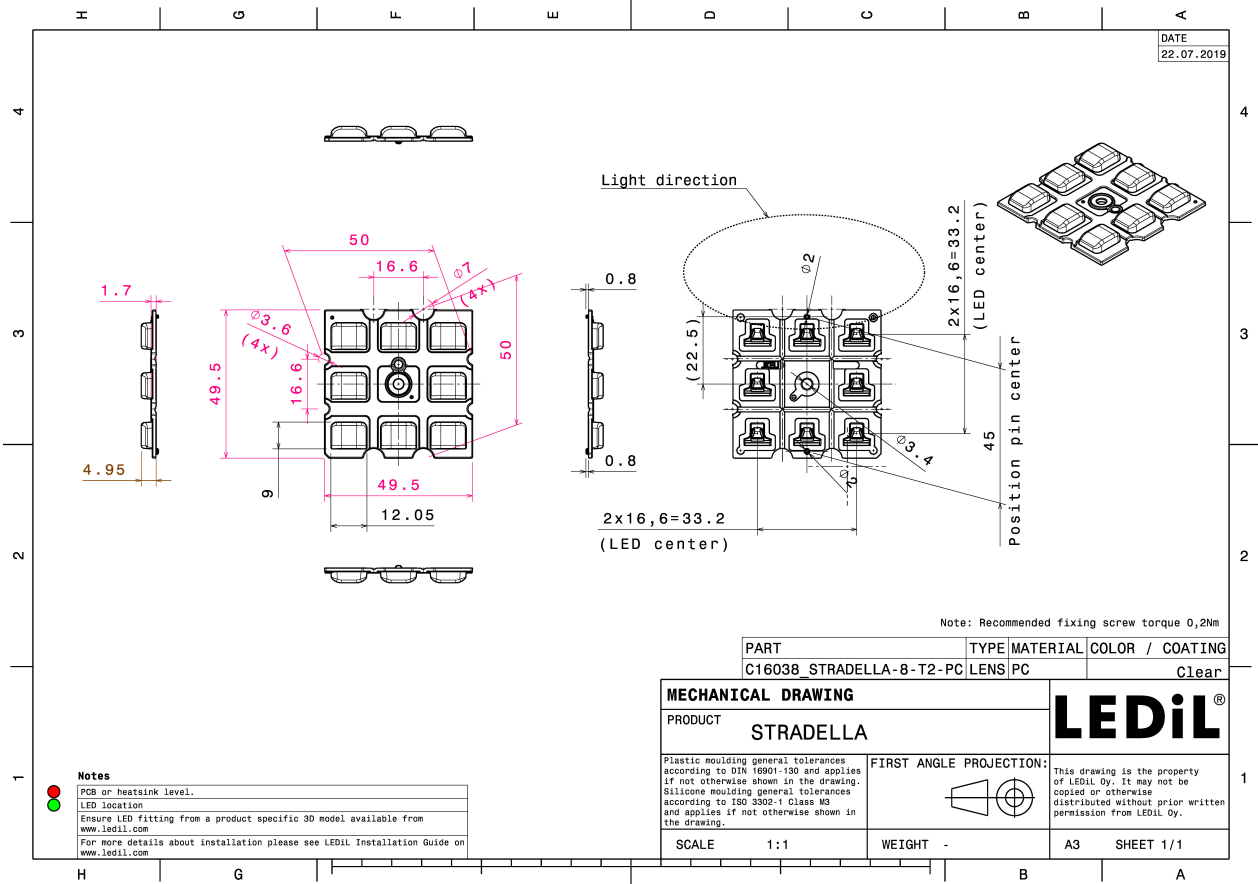 H G F E D C B A
DATE
22.07.2019
4
4
Light direction
2x16,6=33.2
(LED center)
50
16.6
Ø7
(4x)
Ø2
1.7
0.8
Ø3.6
(4x)
3
3
49.5
16.6
50
(22.5)
45
Position pin center
Ø3.4
Ø2
4.95
0.8
9
49.5
12.05
2x16,6=33.2
(LED center)
2
2
Note: Recommended fixing screw torque 0,2Nm
PART TYPE MATERIAL COLOR / COATING
C16038_STRADELLA-8-T2-PC LENS PC Clear
MECHANICAL DRAWING
PRODUCT
STRADELLA
LEDiL®
Plastic moulding general tolerances
according to DIN 16901-130 and applies
if not otherwise shown in the drawing.
Silicone moulding general tolerances
according to ISO 3302-1 Class M3
and applies if not otherwise shown in
the drawing.
FIRST ANGLE PROJECTION:
This drawing is the property
of LEDiL Oy. It may not be
copied or otherwise
distributed without prior written
permission from LEDiL Oy.
SCALE 1:1 WEIGHT - A3 SHEET 1/1
1
1
Notes
PCB or heatsink level.
LED location
Ensure LED fitting from a product specific 3D model available from
www.ledil.com
For more details about installation please see LEDiL Installation Guide on
www.ledil.com
H G B A